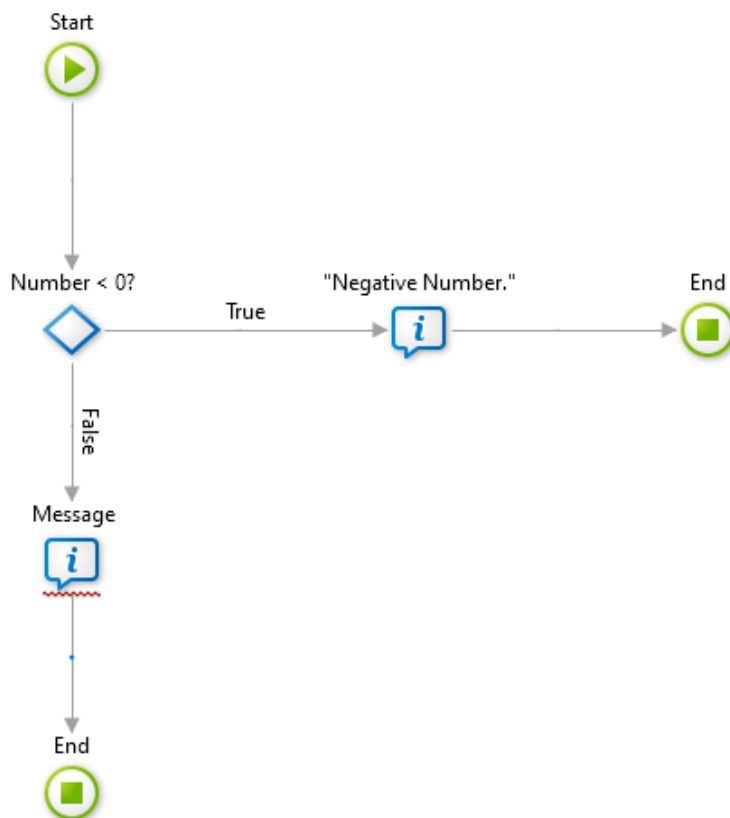 Start
Number < 0?
True
"Negative Number."
End
False
Message
End